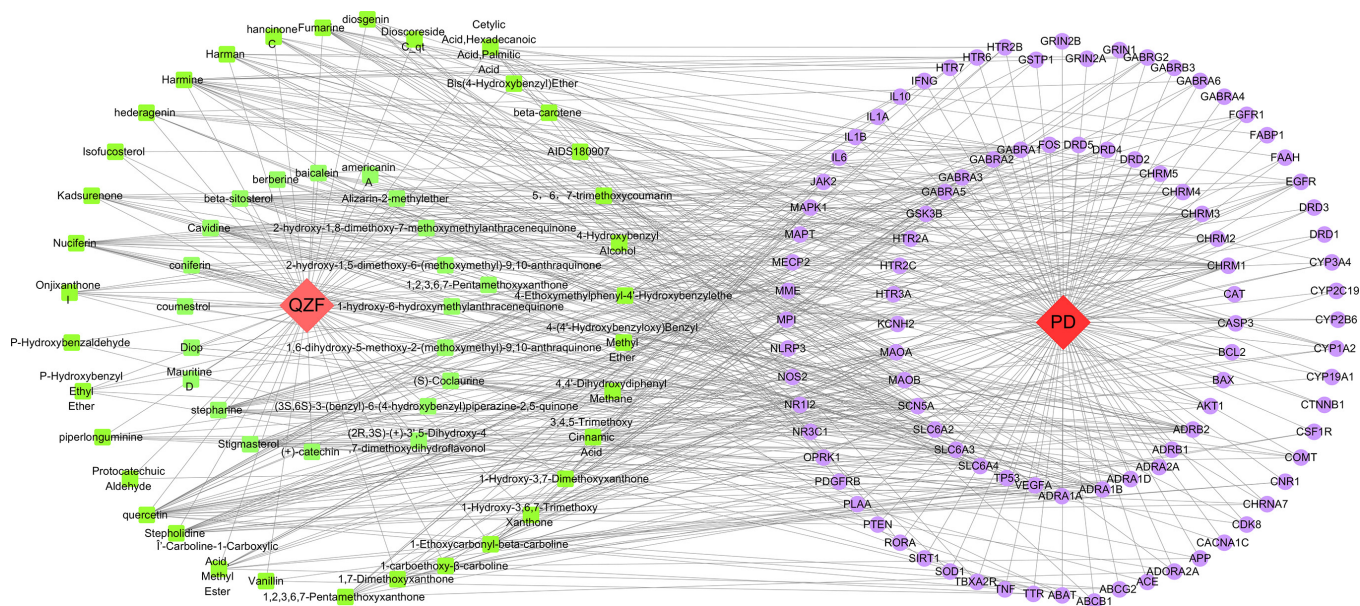 diosgenin
Fumarine
hancinone
C
Dioscoreside
C_qt
Cetylic
Acid,Hexadecanoic
Acid,Palmitic
Acid
Harman
Harmine
Bis(4-Hydroxybenzyl)Ether
hederagenin
beta-carotene
Isofucosterol
AIDS180907
americanin
A
baicalein
berberine
Kadsurenone
beta-sitosterol
Alizarin-2-methylether
5，6，7-trimethoxycoumarin
Cavidine
2-hydroxy-1,8-dimethoxy-7-methoxymethylanthracenequinone
Nuciferin
4-Hydroxybenzyl
Alcohol
coniferin
2-hydroxy-1,5-dimethoxy-6-(methoxymethyl)-9,10-anthraquinone
Onjixanthone
I
1,2,3,6,7-Pentamethoxyxanthone
4-Ethoxymethylphenyl-4'-Hydroxybenzylethe
QZF
coumestrol
1-hydroxy-6-hydroxymethylanthracenequinone
4-(4'-Hydroxybenzyloxy)Benzyl
Methyl
Ether
P-Hydroxybenzaldehyde
Diop
1,6-dihydroxy-5-methoxy-2-(methoxymethyl)-9,10-anthraquinone
P-Hydroxybenzyl
Ethyl
Ether
Mauritine
D
(S)-Coclaurine
4,4'-Dihydroxydiphenyl
Methane
stepharine
(3S,6S)-3-(benzyl)-6-(4-hydroxybenzyl)piperazine-2,5-quinone
piperlonguminine
Stigmasterol
(+)-catechin
(2R,3S)-(+)-3',5-Dihydroxy-4
,7-dimethoxydihydroflavonol
3,4,5-Trimethoxy
Cinnamic
Acid
Protocatechuic
Aldehyde
1-Hydroxy-3,7-Dimethoxyxanthone
quercetin
1-Hydroxy-3,6,7-Trimethoxy
Xanthone
Stepholidine
1-Ethoxycarbonyl-beta-carboline
-Carboline-1-Carboxylic
Acid,
Methyl
Ester
1-carboethoxy-β-carboline
Vanillin
1,7-Dimethoxyxanthone
1,2,3,6,7-Pentamethoxyxanthone
GRIN2B
HTR2B
GRIN1
HTR6
GSTP1
GRIN2A
GABRG2
HTR7
GABRB3
IFNG
GABRA6
IL10
GABRA4
IL1A
FGFR1
IL1B
FABP1
IL6
FAAH
JAK2
EGFR
MAPK1
DRD3
MAPT
DRD1
MECP2
CYP3A4
MME
CYP2C19
MPI
CYP2B6
NLRP3
CYP1A2
NOS2
CYP19A1
NR1I2
CTNNB1
NR3C1
CSF1R
OPRK1
COMT
PDGFRB
CNR1
PLAA
CHRNA7
PTEN
CDK8
RORA
CACNA1C
SIRT1
APP
SOD1
ADORA2A
TBXA2R
ACE
TNF
ABCG2
TTR
ABAT
ABCB1
FOS
DRD5
DRD4
GABRA1
DRD2
GABRA2
CHRM5
GABRA3
CHRM4
GABRA5
CHRM3
GSK3B
CHRM2
HTR2A
CHRM1
HTR2C
CAT
HTR3A
CASP3
KCNH2
BCL2
MAOA
BAX
MAOB
AKT1
SCN5A
ADRB2
SLC6A2
ADRB1
SLC6A3
ADRA2A
SLC6A4
ADRA1D
TP53
ADRA1B
VEGFA
ADRA1A
PD